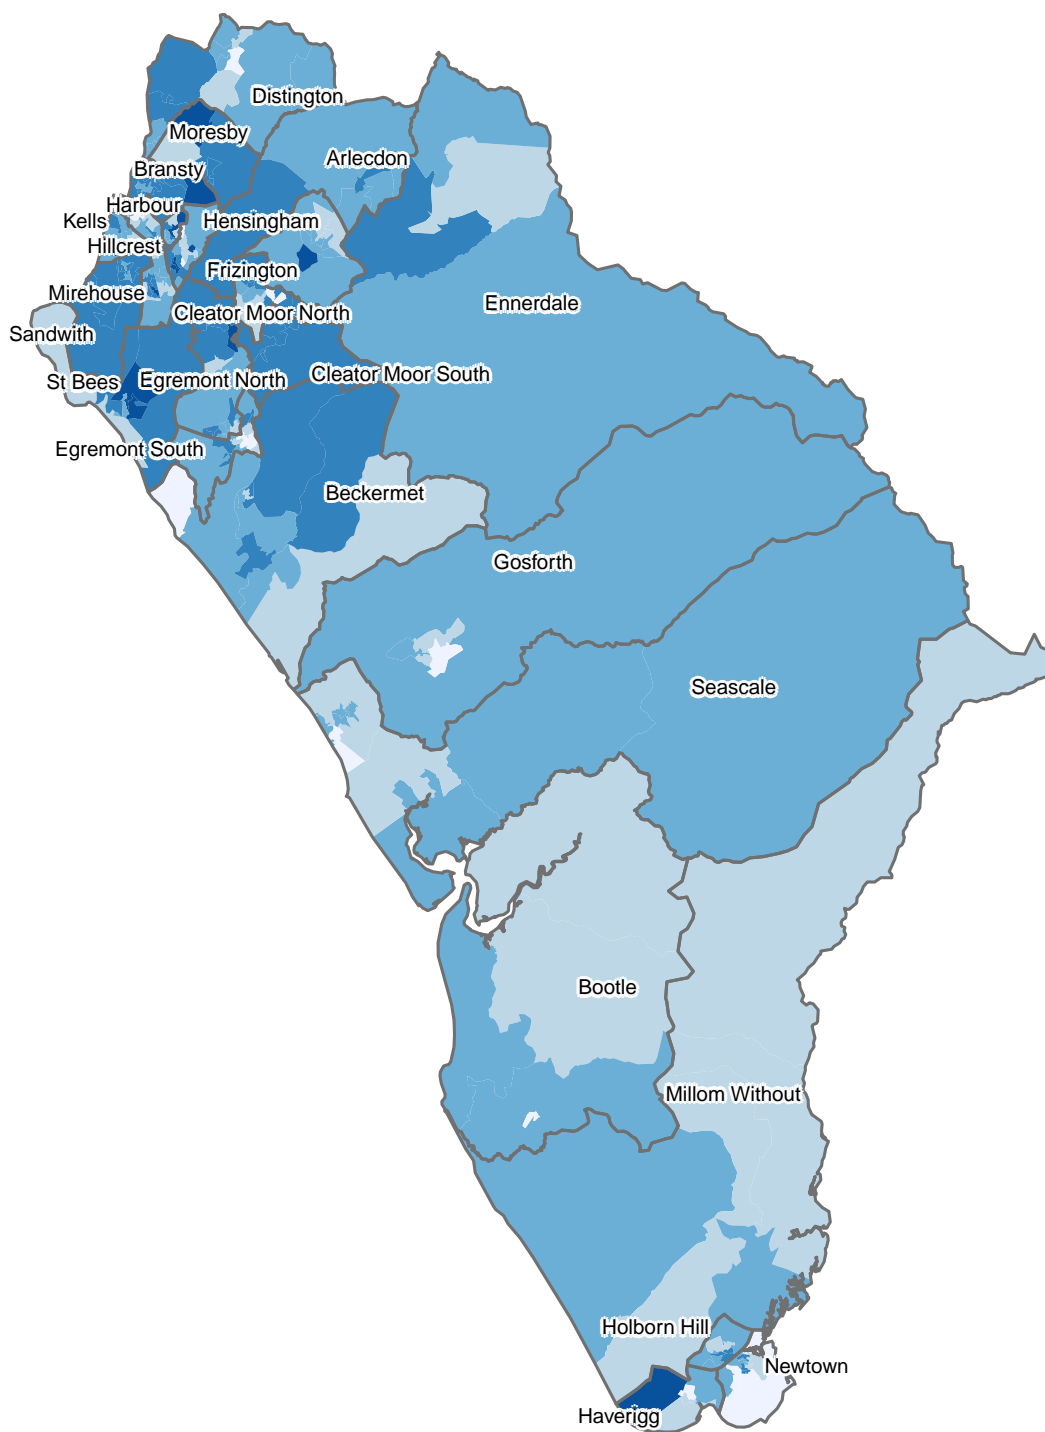 Distington
Moresby
Arlecdon
Bransty
Harbour
Kells
Hensingham
Hillcrest
Frizington
Mirehouse
Ennerdale
Cleator Moor North
Sandwith
Cleator Moor South
St Bees
Egremont North
Egremont South
Beckermet
Gosforth
Seascale
Bootle
Millom Without
Holborn Hill
Newtown
Haverigg